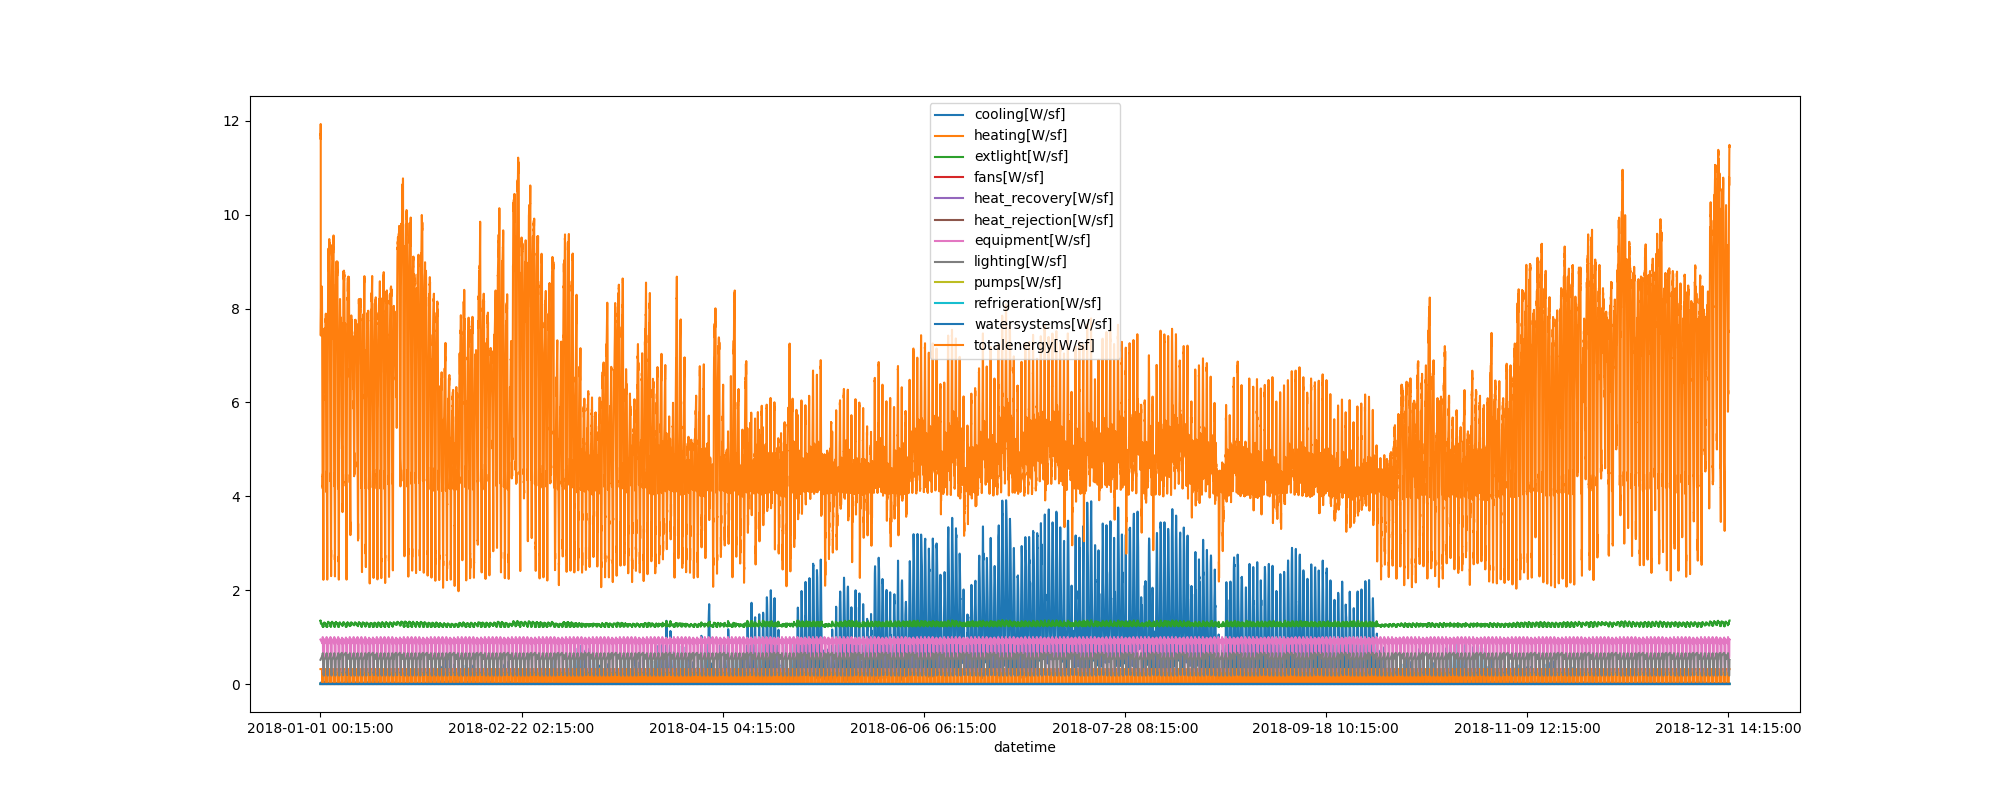 12
10
8
6
4
2
0
cooling[W/sf]
heating[W/sf]
extlight[W/sf]
fans[W/sf]
heat_recovery[W/sf]
heat_rejection[W/sf]
equipment[W/sf]
lighting[W/sf]
pumps[W/sf]
refrigeration[W/sf]
watersystems[W/sf]
totalenergy[W/sf]
2018-01-01 00:15:00
2018-02-22 02:15:00
2018-04-15 04:15:00
2018-06-06 06:15:00
2018-07-28 08:15:00
2018-09-18 10:15:00
2018-11-09 12:15:00
2018-12-31 14:15:00
datetime